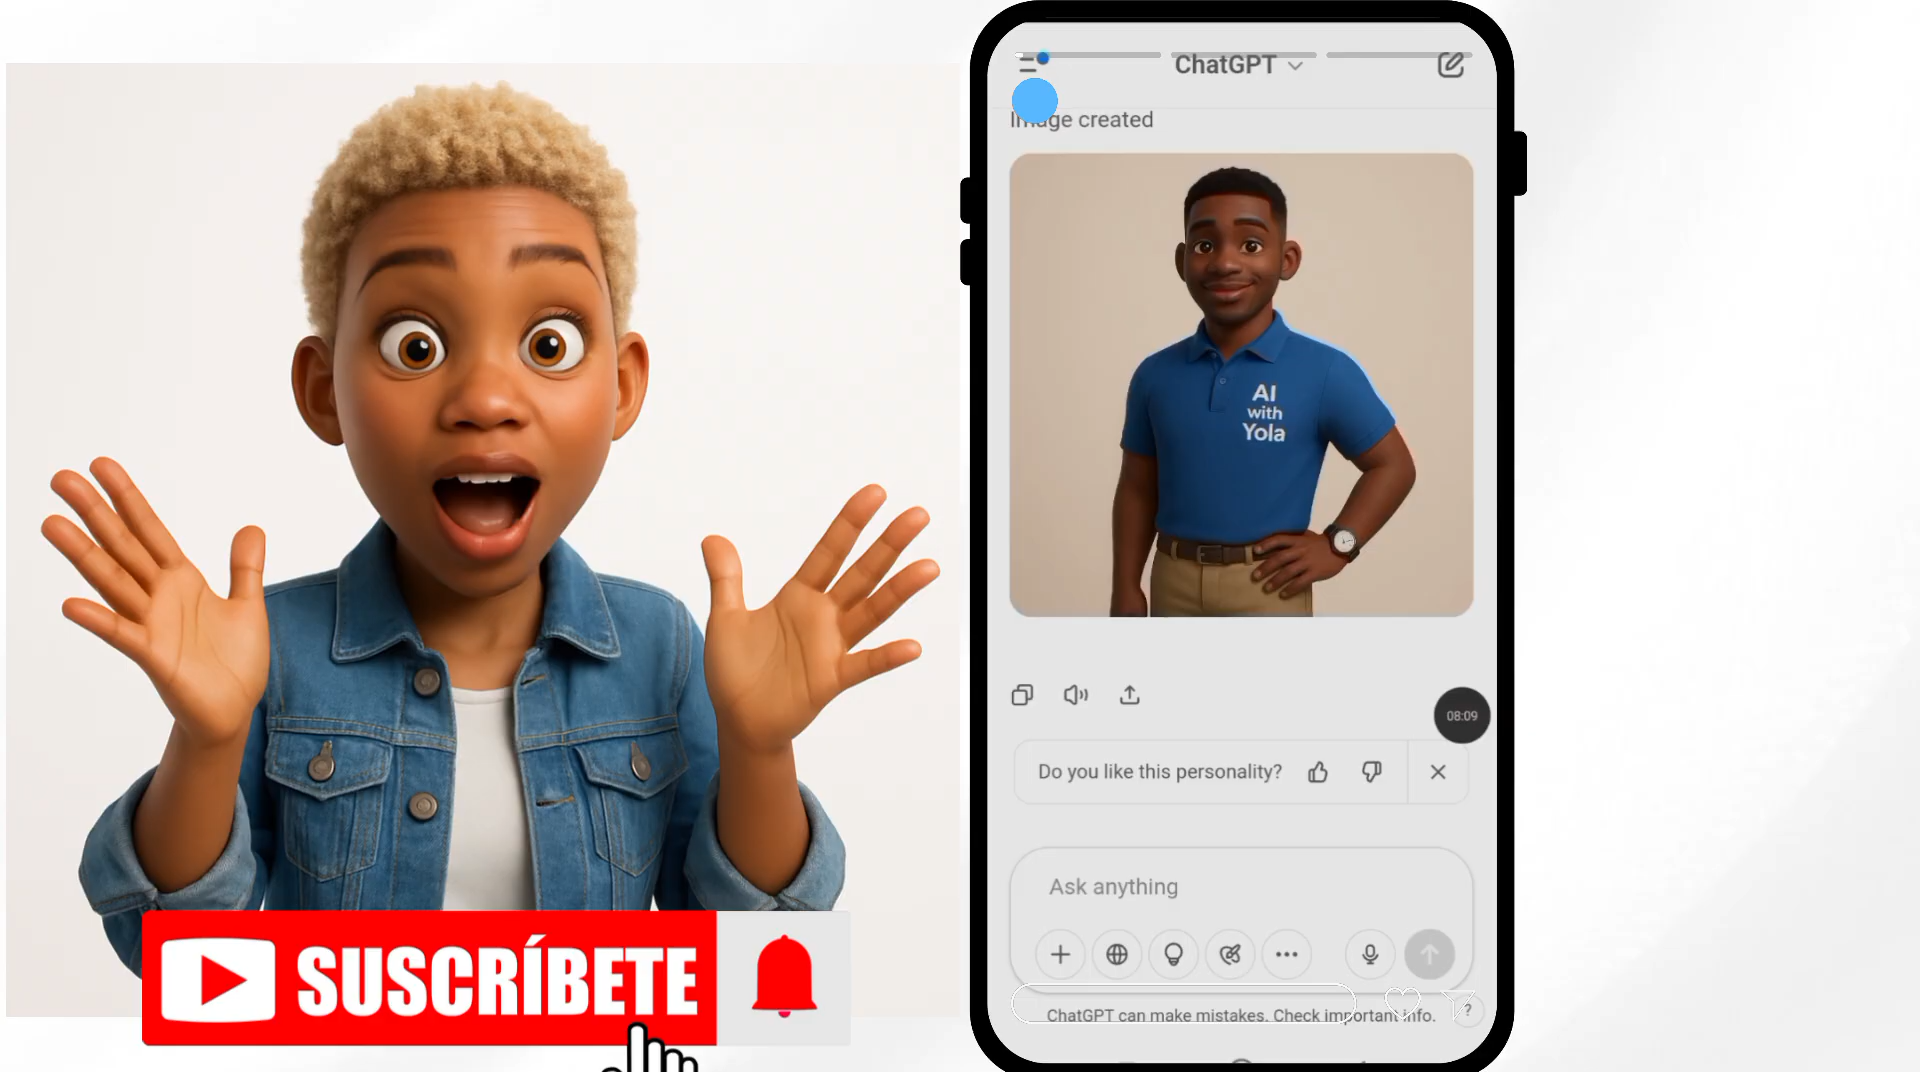 SUSCRÍBETE
ChatGPT
Image created
AI
with
Yola
08:09
Do you like this personality?
Ask anything
ChatGPT can make mistakes. Check important info.
?